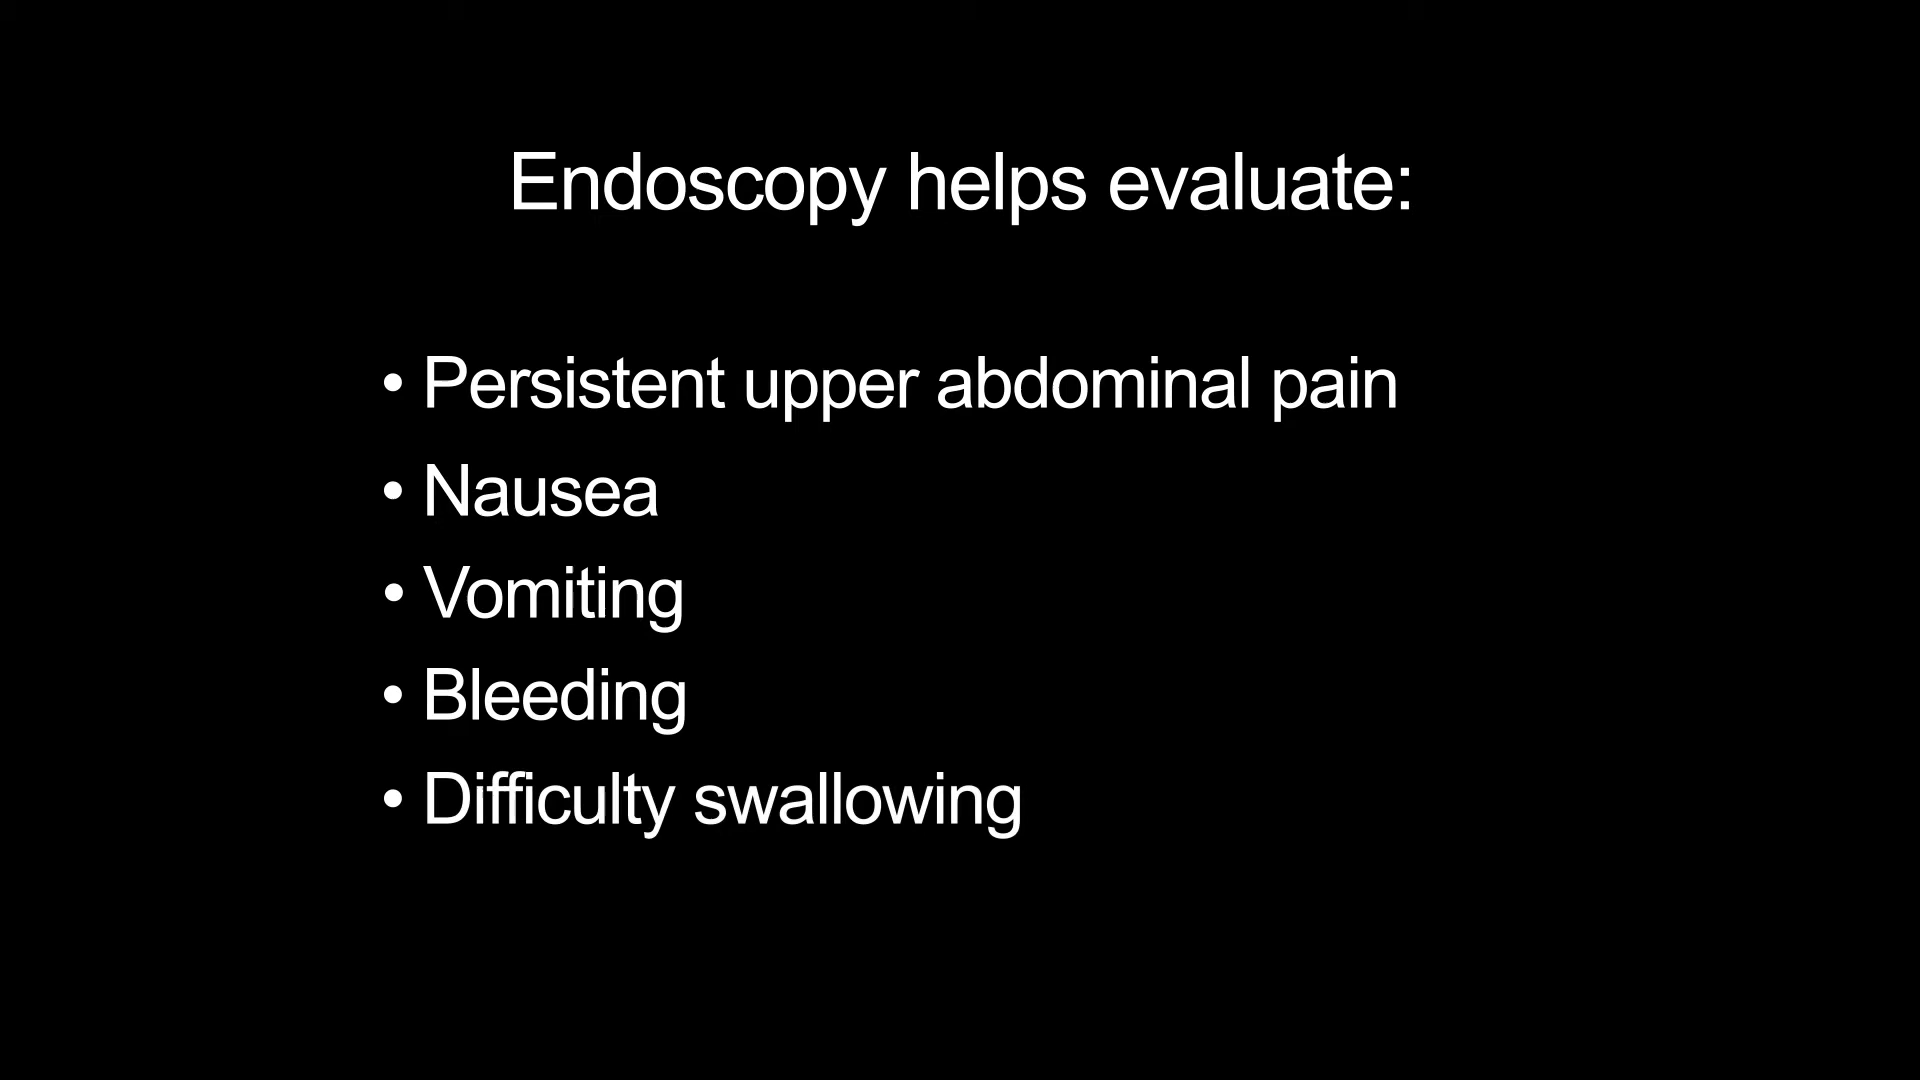 Endoscopy helps evaluate:
• Persistent upper abdominal pain
• Nausea
• Vomiting
• Bleeding
• Difficulty swallowing